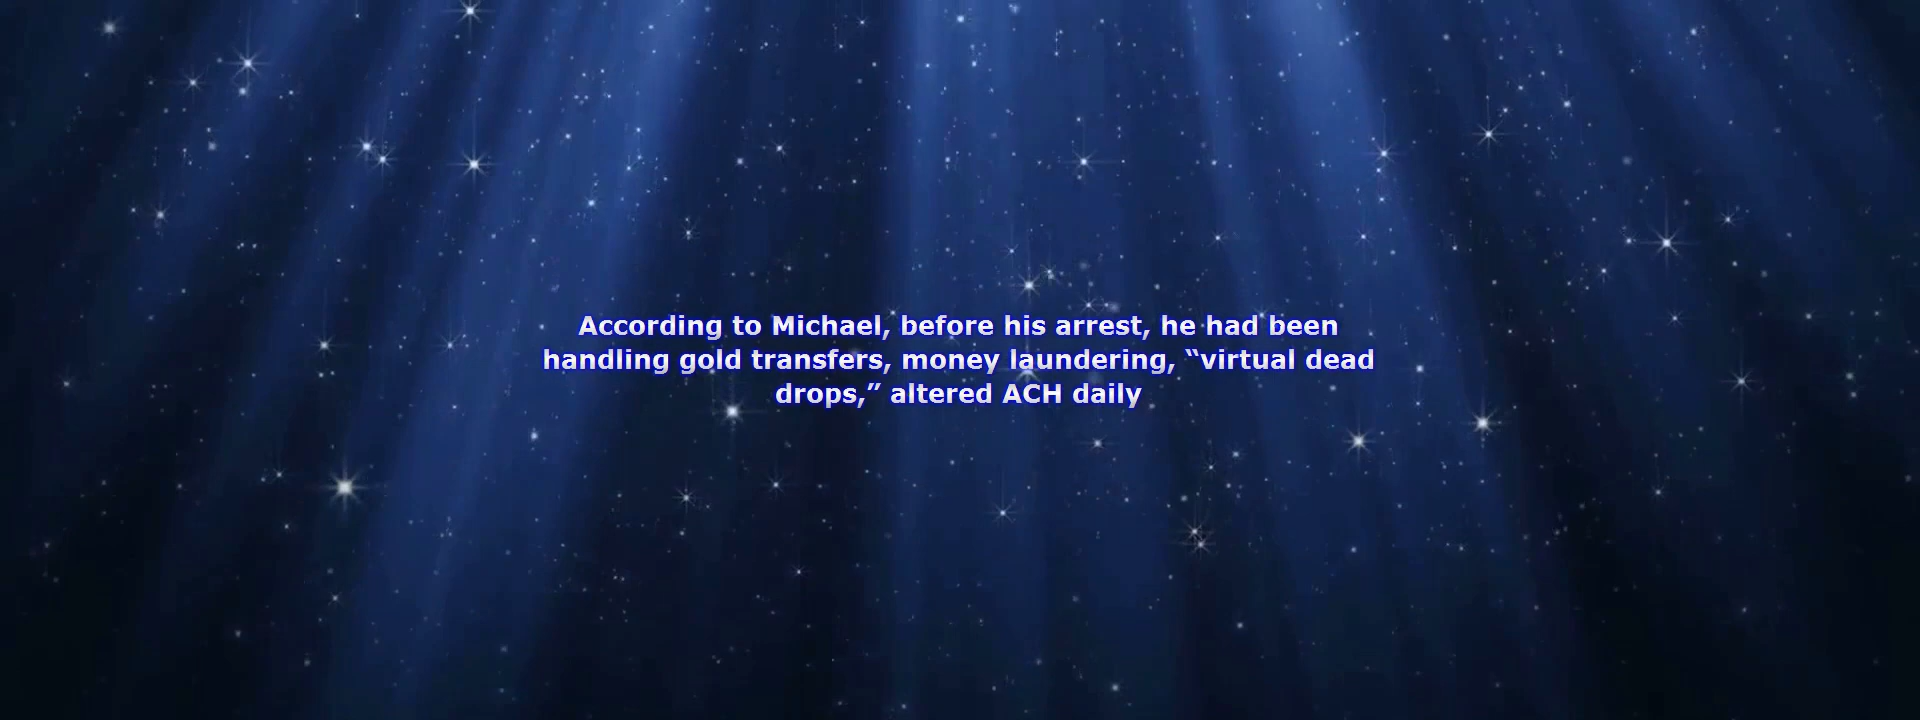 According to Michael, before his arrest, he had been
handling gold transfers, money laundering, “virtual dead
drops,” altered ACH daily